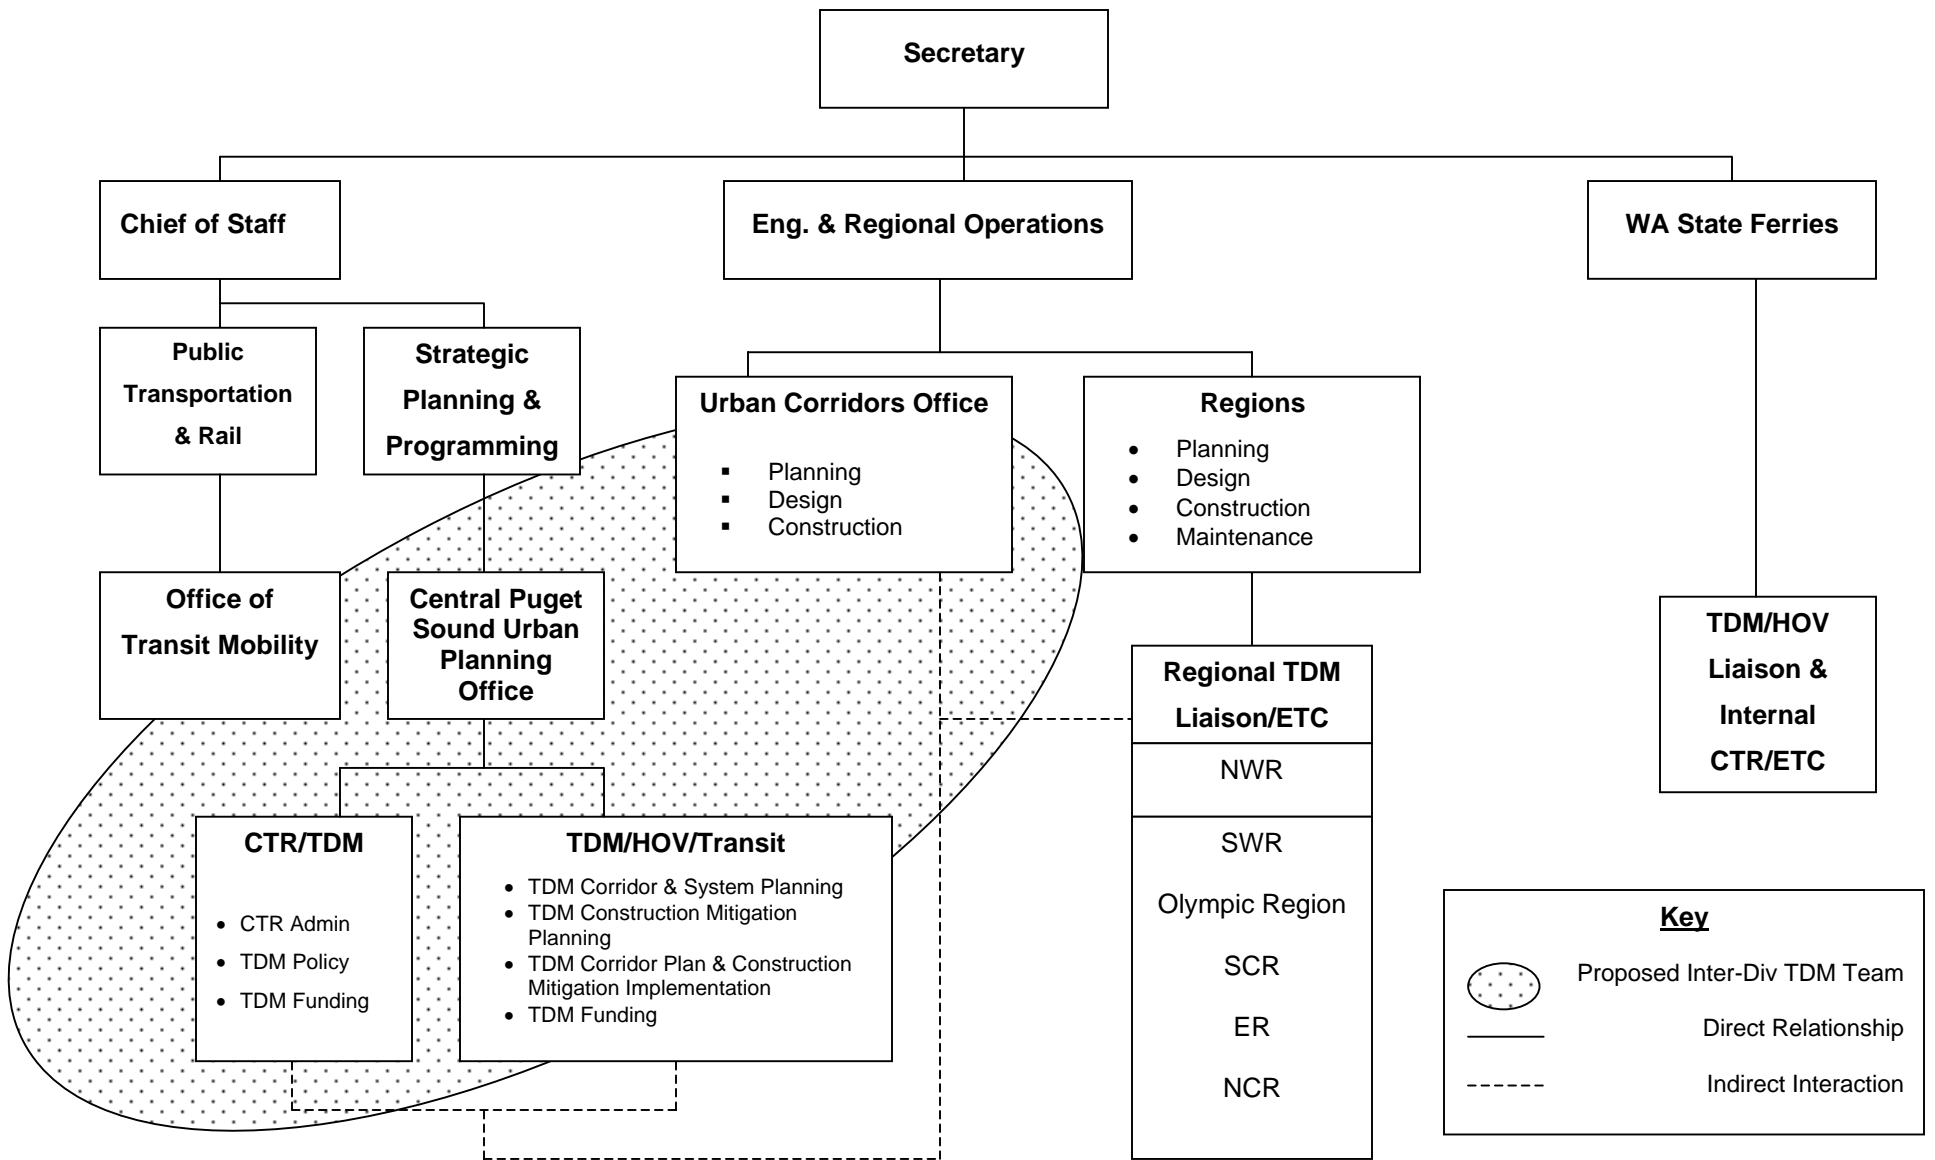 Secretary
Chief of Staff
Eng. & Regional Operations
WA State Ferries
Public
Transportation
& Rail
Strategic
Planning &
Programming
Urban Corridors Office
▪ Planning
▪ Design
▪ Construction
Regions
• Planning
• Design
• Construction
• Maintenance
Office of
Transit Mobility
Central Puget
Sound Urban
Planning
Office
Regional TDM
Liaison/ETC
NWR
SWR
Olympic Region
SCR
ER
NCR
TDM/HOV
Liaison &
Internal
CTR/ETC
CTR/TDM
• CTR Admin
• TDM Policy
• TDM Funding
TDM/HOV/Transit
• TDM Corridor & System Planning
• TDM Construction Mitigation
Planning
• TDM Corridor Plan & Construction
Mitigation Implementation
• TDM Funding
Key
Proposed Inter-Div TDM Team
Direct Relationship
Indirect Interaction